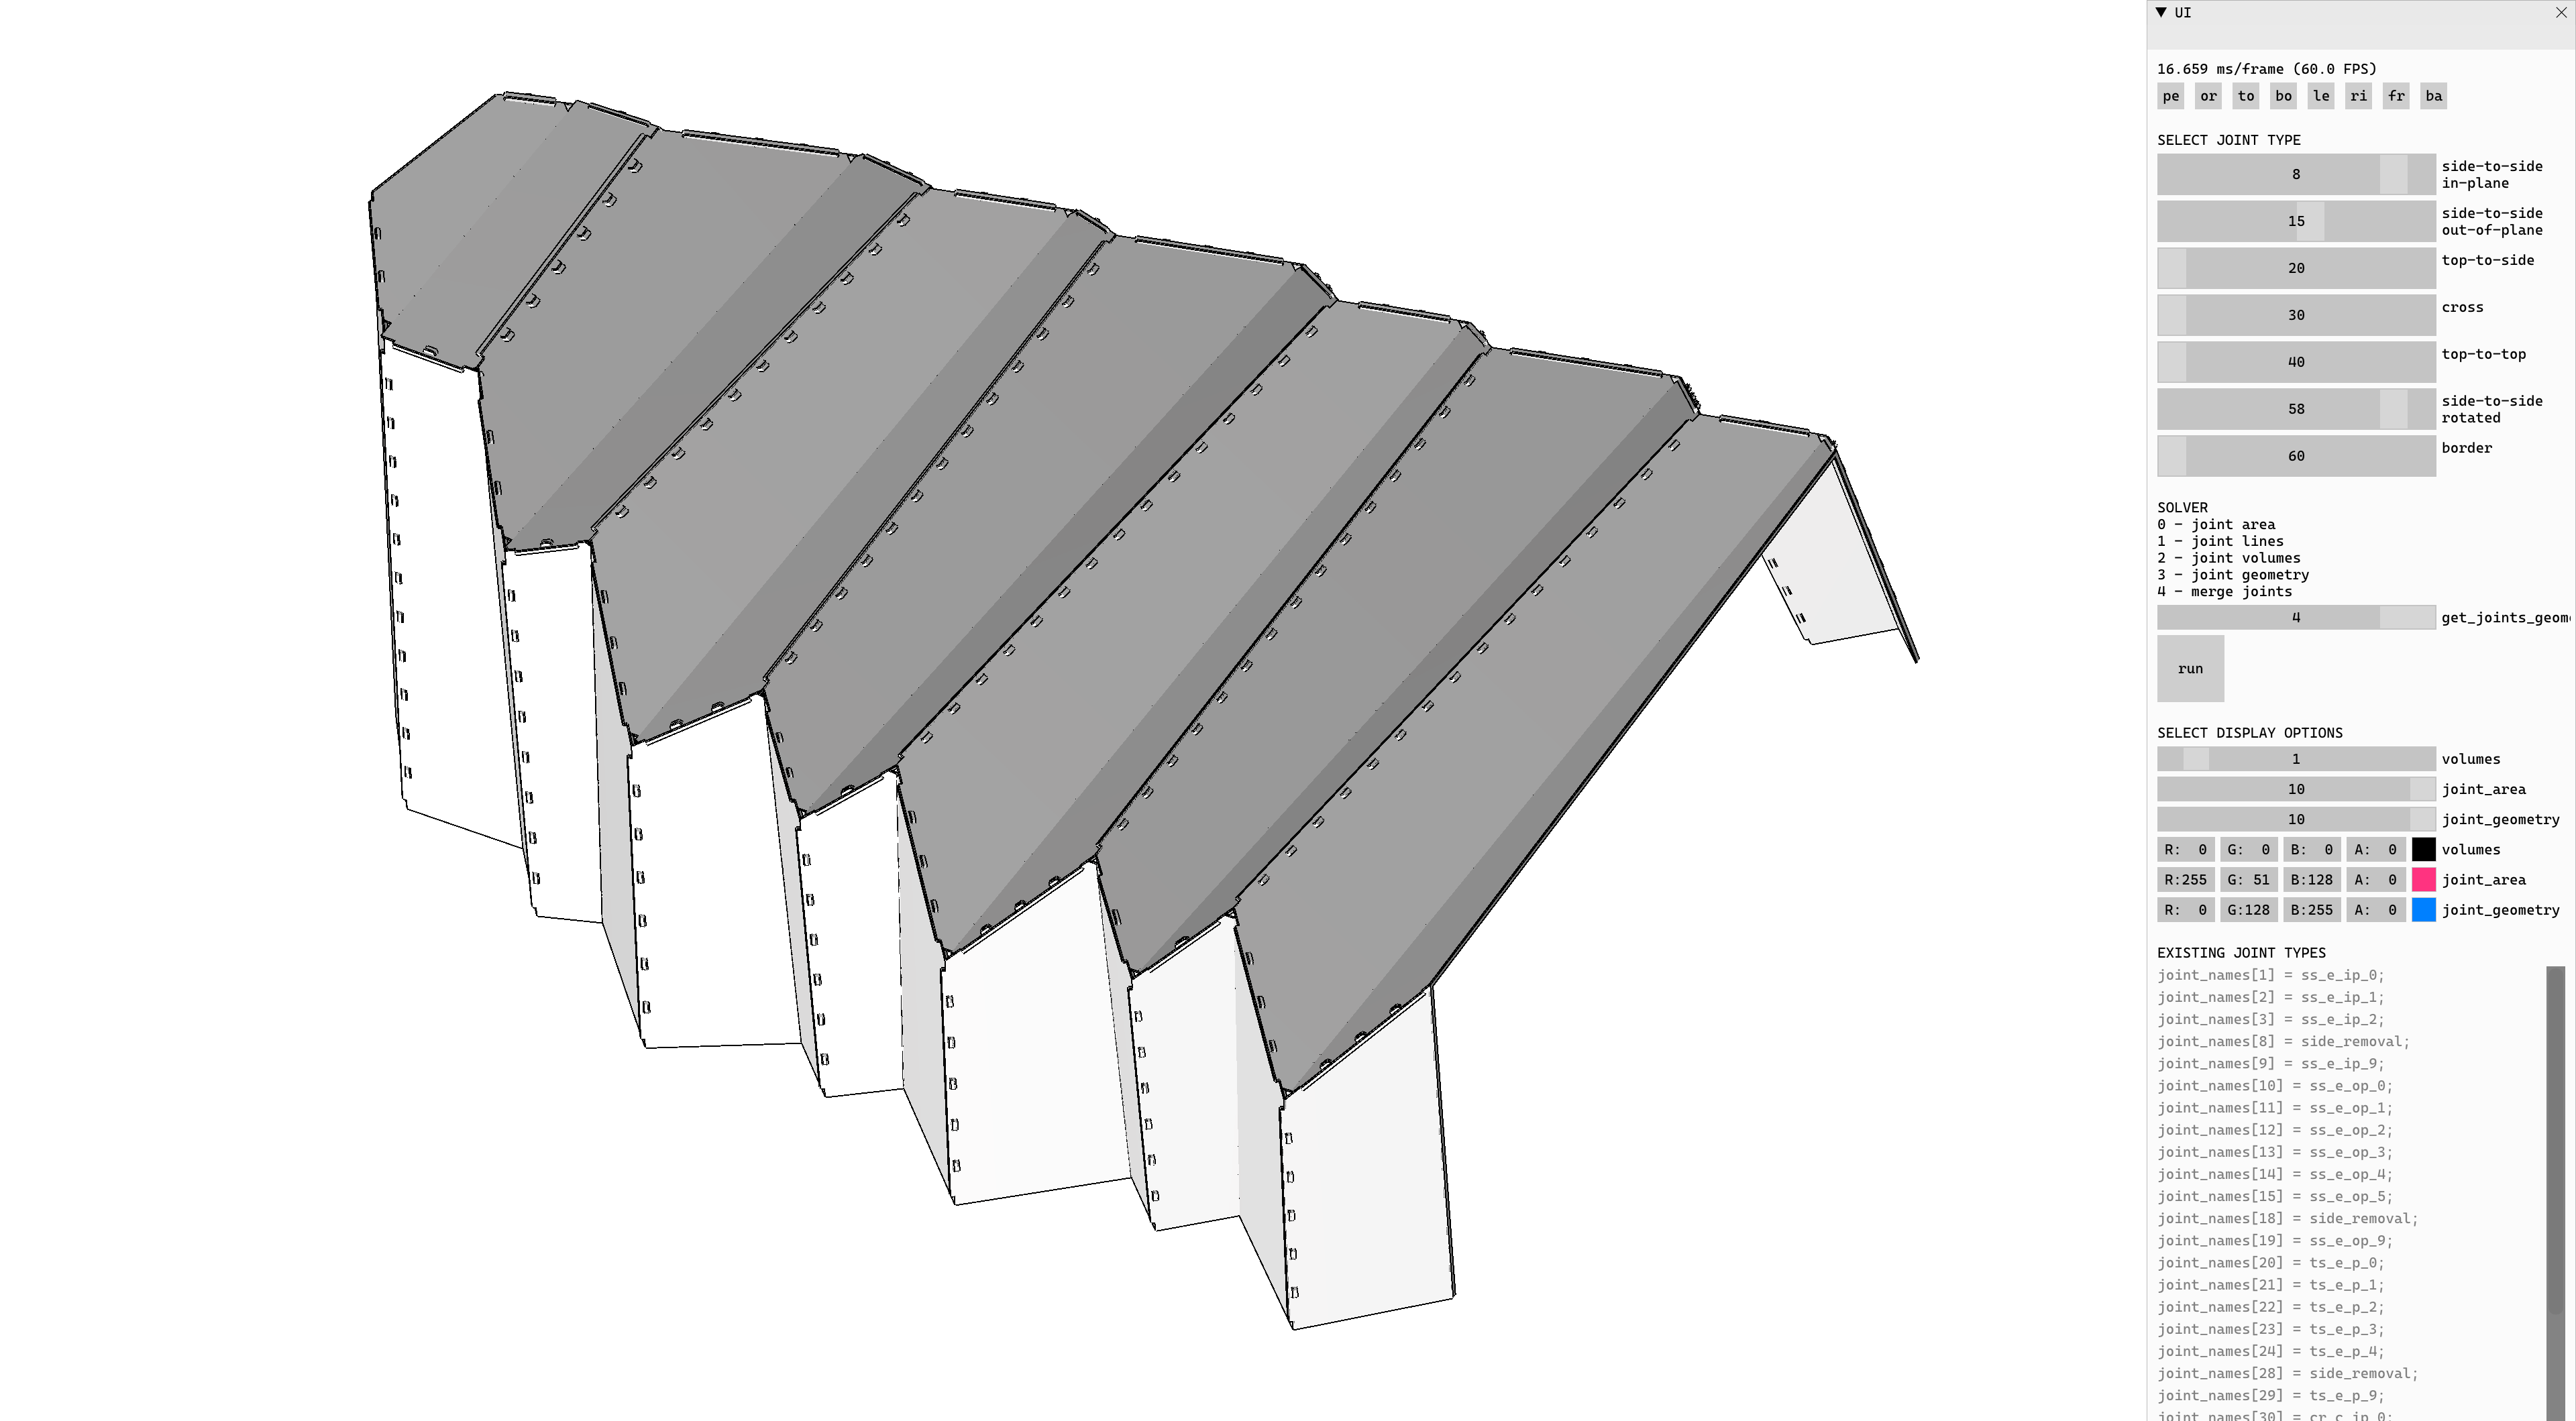 ▼ UI
16.659 ms/frame (60.0 FPS)
pe or to bo le ri fr ba
SELECT JOINT TYPE
8 side-to-side
in-plane
15 side-to-side
out-of-plane
20 top-to-side
30 cross
40 top-to-top
58 side-to-side
rotated
60 border
SOLVER
0 - joint area
1 - joint lines
2 - joint volumes
3 - joint geometry
4 - merge joints
4 get_joints_geom
run
SELECT DISPLAY OPTIONS
1 volumes
10 joint_area
10 joint_geometry
R: 0 G: 0 B: 0 A: 0 volumes
R:255 G: 51 B:128 A: 0 joint_area
R: 0 G:128 B:255 A: 0 joint_geometry
EXISTING JOINT TYPES
joint_names[1] = ss_e_ip_0;
joint_names[2] = ss_e_ip_1;
joint_names[3] = ss_e_ip_2;
joint_names[8] = side_removal;
joint_names[9] = ss_e_ip_9;
joint_names[10] = ss_e_op_0;
joint_names[11] = ss_e_op_1;
joint_names[12] = ss_e_op_2;
joint_names[13] = ss_e_op_3;
joint_names[14] = ss_e_op_4;
joint_names[15] = ss_e_op_5;
joint_names[18] = side_removal;
joint_names[19] = ss_e_op_9;
joint_names[20] = ts_e_p_0;
joint_names[21] = ts_e_p_1;
joint_names[22] = ts_e_p_2;
joint_names[23] = ts_e_p_3;
joint_names[24] = ts_e_p_4;
joint_names[28] = side_removal;
joint_names[29] = ts_e_p_9;
joint_names[30] = cr_c_ip_0;